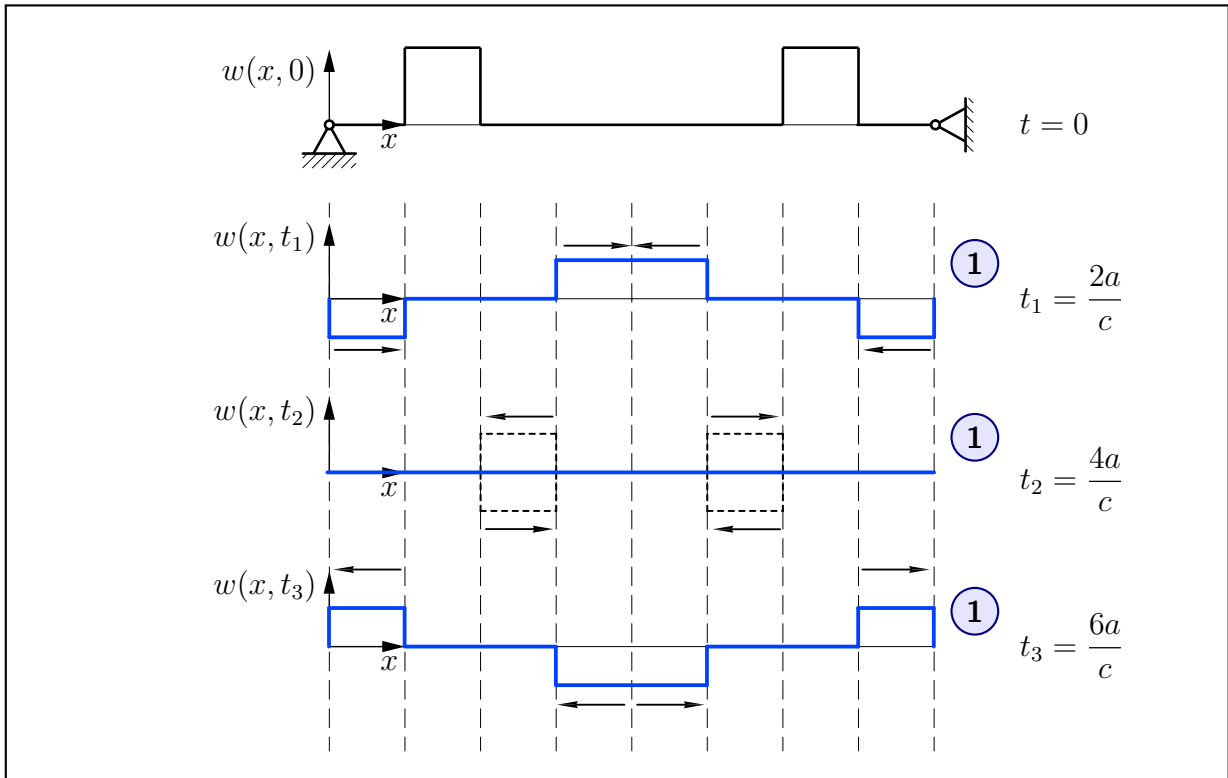 w(x, 0)
x
t = 0
w(x, t₁)
x
1
t₁ = 2a/c
w(x, t₂)
x
1
t₂ = 4a/c
w(x, t₃)
x
1
t₃ = 6a/c